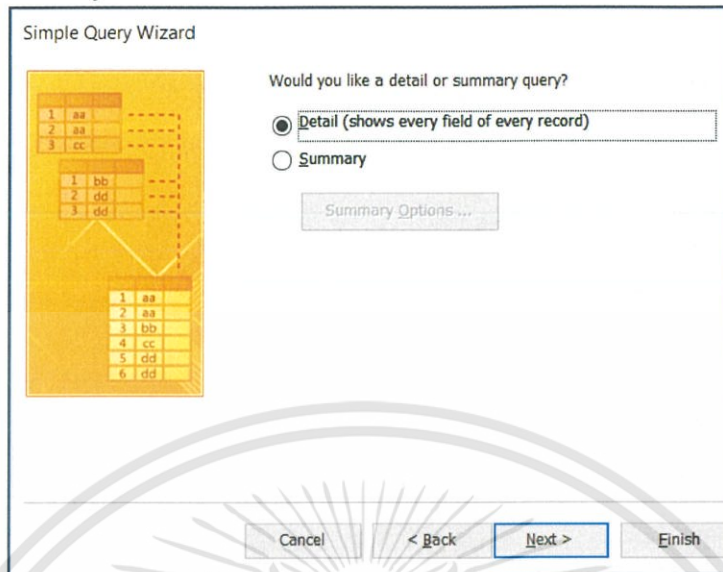 Simple Query Wizard
Would you like a detail or summary query?
Detail (shows every field of every record)
Summary
Summary Options ...
1 aa
2 aa
3 cc
1 bb
2 dd
3 dd
1 aa
2 aa
3 bb
4 cc
5 dd
6 dd
Cancel
< Back
Next >
Finish